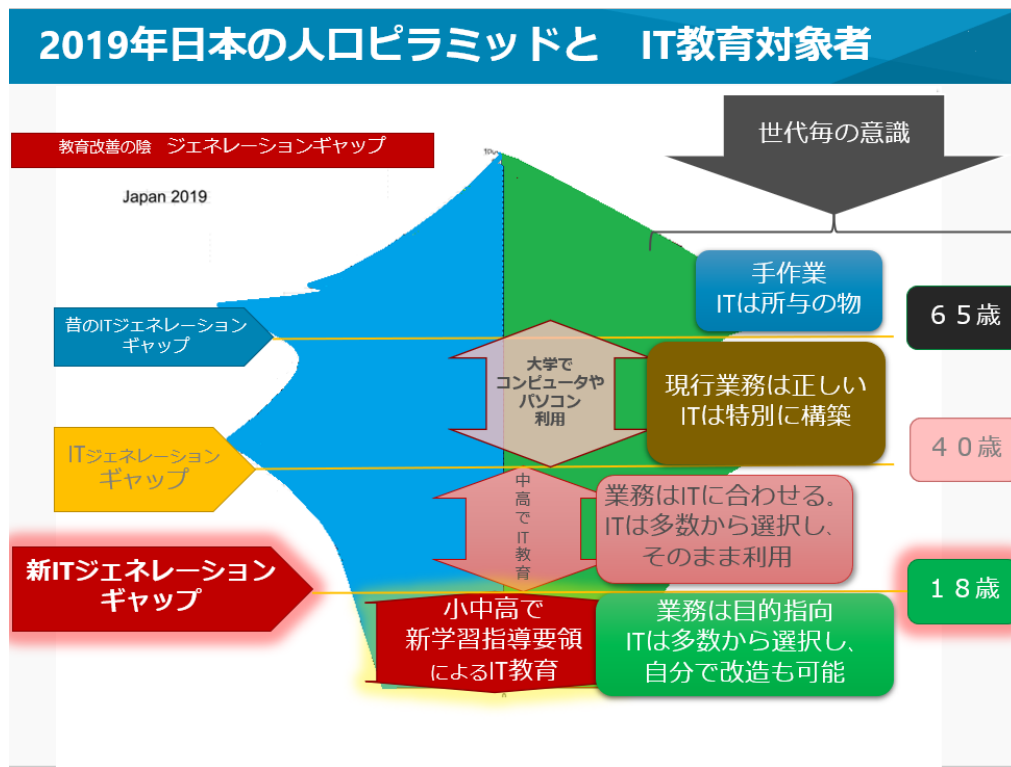 2019年日本の人口ピラミッドと　IT教育対象者
教育改善の陰　ジェネレーションギャップ
世代毎の意識
Japan 2019
手作業
ITは所与の物
６５歳
昔のITジェネレーション
ギャップ
大学で
コンピュータや
パソコン
利用
現行業務は正しい
ITは特別に構築
４０歳
ITジェネレーション
ギャップ
中高でIT教育
業務はITに合わせる。
ITは多数から選択し、
そのまま利用
新ITジェネレーション
ギャップ
１８歳
小中高で
新学習指導要領
によるIT教育
業務は目的指向
ITは多数から選択し、
自分で改造も可能